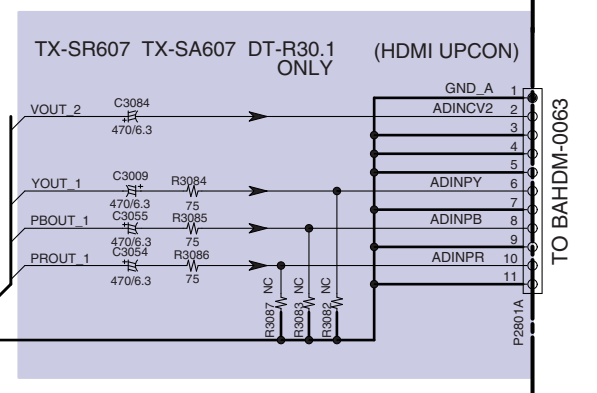 TX-SR607 TX-SA607 DT-R30.1 (HDMI UPCON)
ONLY
GND_A 1
VOUT_2 C3084 ADINCV2 2
470/6.3
3
4
5
YOUT_1 C3009 R3084 ADINPY 6
470/6.3 75
7
PBOUT_1 C3055 R3085 ADINPB 8
470/6.3 75
9
PROUT_1 C3054 R3086 ADINPR 10
470/6.3 75
11
R3087 NC
R3083 NC
R3082 NC
P2801A
TO BAHDM-0063